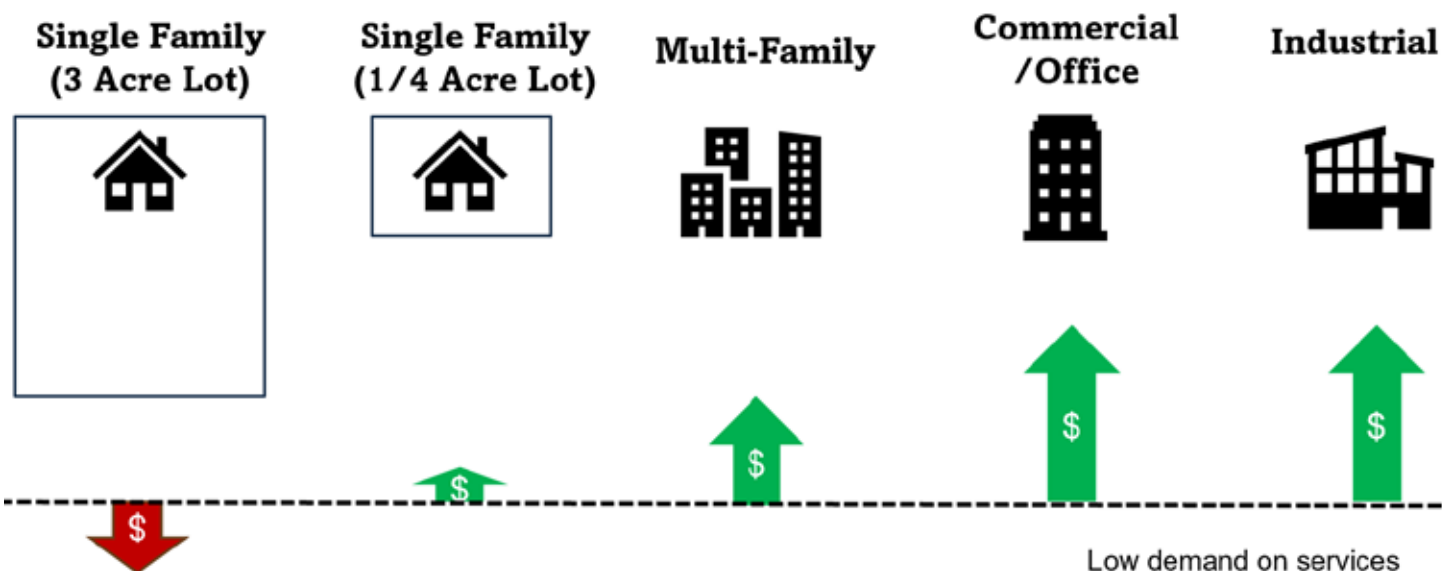 Single Family
(3 Acre Lot)
Single Family
(1/4 Acre Lot)
Multi-Family
Commercial
/Office
Industrial
$
$
$
$
$
Low demand on services